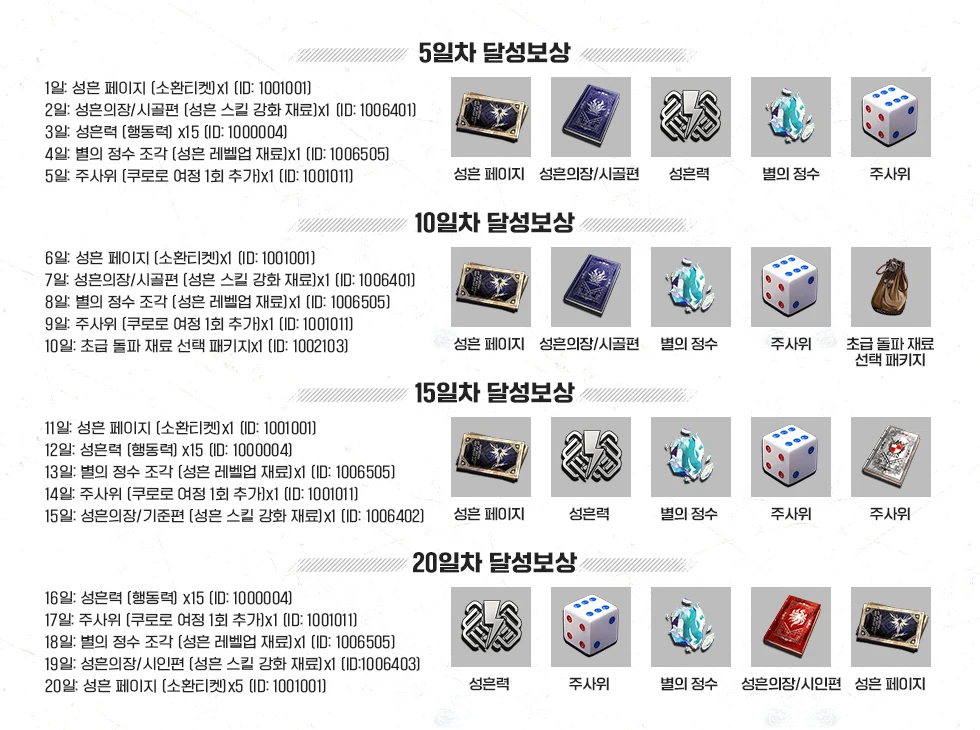 5일차 달성보상
1일: 성흔 페이지 (소환티켓)x1 (ID: 1001001)
2일: 성흔의장/시골편 (성흔 스킬 강화 재료)x1 (ID: 1006401)
3일: 성흔력 (행동력) x15 (ID: 1000004)
4일: 별의 정수 조각 (성흔 레벨업 재료)x1 (ID: 1006505)
5일: 주사위 (쿠로로 여정 1회 추가)x1 (ID: 1001011)
성흔 페이지
성흔의장/시골편
성흔력
별의 정수
주사위
10일차 달성보상
6일: 성흔 페이지 (소환티켓)x1 (ID: 1001001)
7일: 성흔의장/시골편 (성흔 스킬 강화 재료)x1 (ID: 1006401)
8일: 별의 정수 조각 (성흔 레벨업 재료)x1 (ID: 1006505)
9일: 주사위 (쿠로로 여정 1회 추가)x1 (ID: 1001011)
10일: 초급 돌파 재료 선택 패키지x1 (ID: 1002103)
성흔 페이지
성흔의장/시골편
별의 정수
주사위
초급 돌파 재료
선택 패키지
15일차 달성보상
11일: 성흔 페이지 (소환티켓)x1 (ID: 1001001)
12일: 성흔력 (행동력) x15 (ID: 1000004)
13일: 별의 정수 조각 (성흔 레벨업 재료)x1 (ID: 1006505)
14일: 주사위 (쿠로로 여정 1회 추가)x1 (ID: 1001011)
15일: 성흔의장/기준편 (성흔 스킬 강화 재료)x1 (ID: 1006402)
성흔 페이지
성흔력
별의 정수
주사위
주사위
20일차 달성보상
16일: 성흔력 (행동력) x15 (ID: 1000004)
17일: 주사위 (쿠로로 여정 1회 추가)x1 (ID: 1001011)
18일: 별의 정수 조각 (성흔 레벨업 재료)x1 (ID: 1006505)
19일: 성흔의장/시인편 (성흔 스킬 강화 재료)x1 (ID:1006403)
20일: 성흔 페이지 (소환티켓)x5 (ID: 1001001)
성흔력
주사위
별의 정수
성흔의장/시인편
성흔 페이지